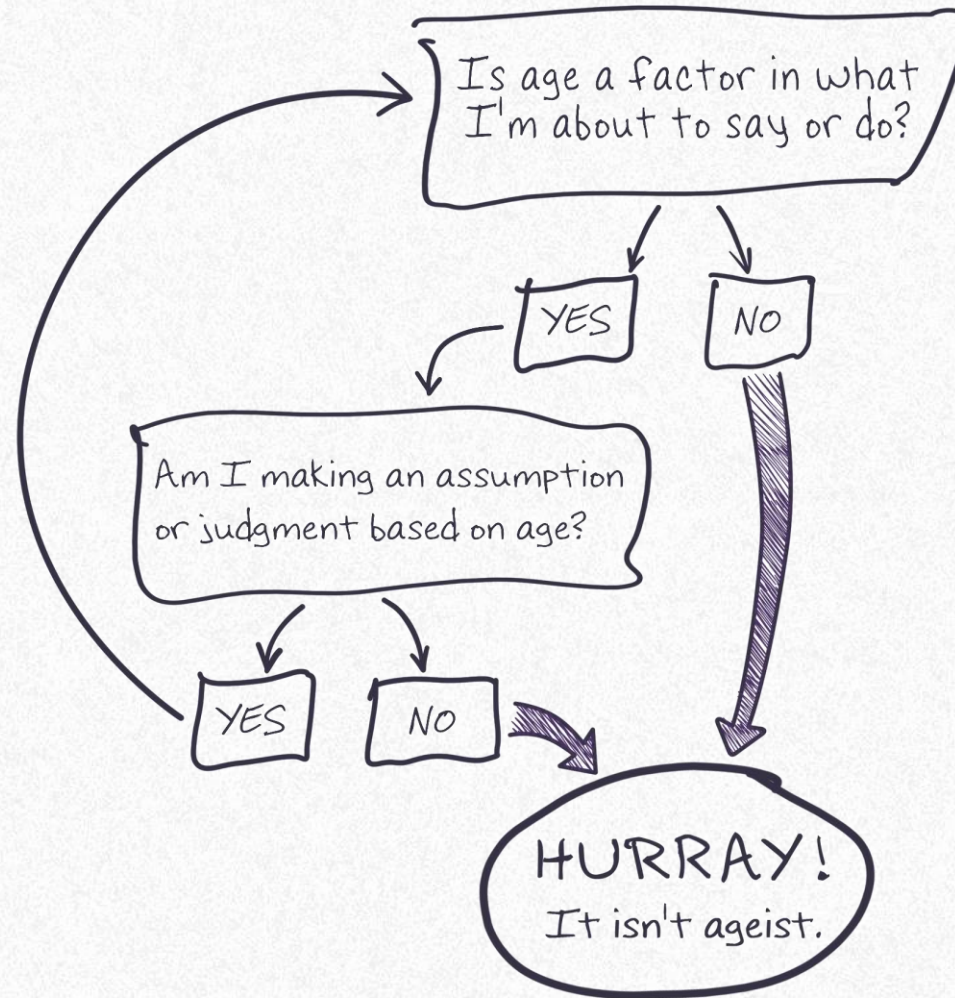 Is age a factor in what
I'm about to say or do?
YES
NO
Am I making an assumption
or judgment based on age?
YES
NO
HURRAY!
It isn't ageist.